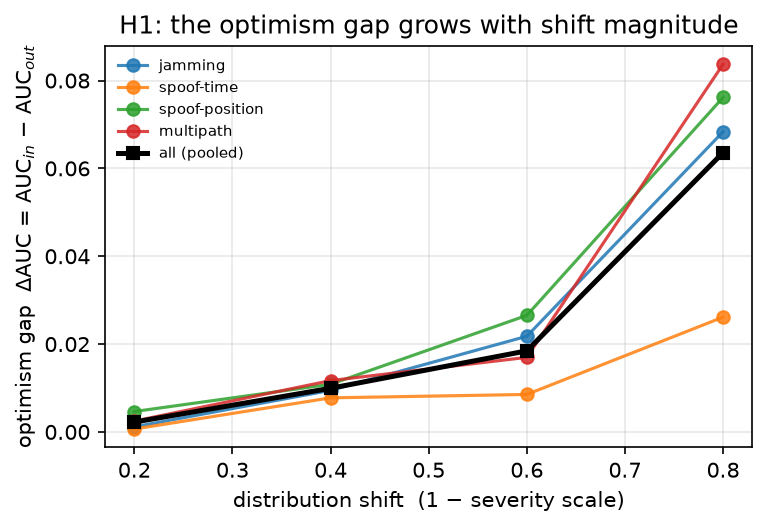 H1: the optimism gap grows with shift magnitude
jamming
spoof-time
spoof-position
multipath
all (pooled)
optimism gap ΔAUC = AUC_in − AUC_out
0.08
0.06
0.04
0.02
0.00
0.2 0.3 0.4 0.5 0.6 0.7 0.8
distribution shift (1 − severity scale)